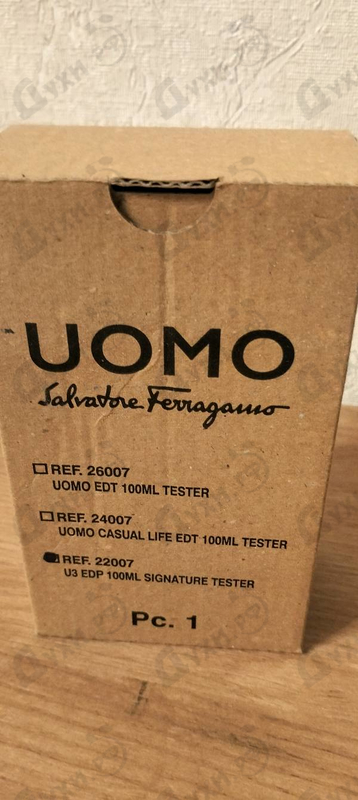 UOMO
Salvatore Ferragamo
REF. 26007
UOMO EDT 100ML TESTER
REF. 24007
UOMO CASUAL LIFE EDT 100ML TESTER
REF. 22007
U3 EDP 100ML SIGNATURE TESTER
Pc. 1